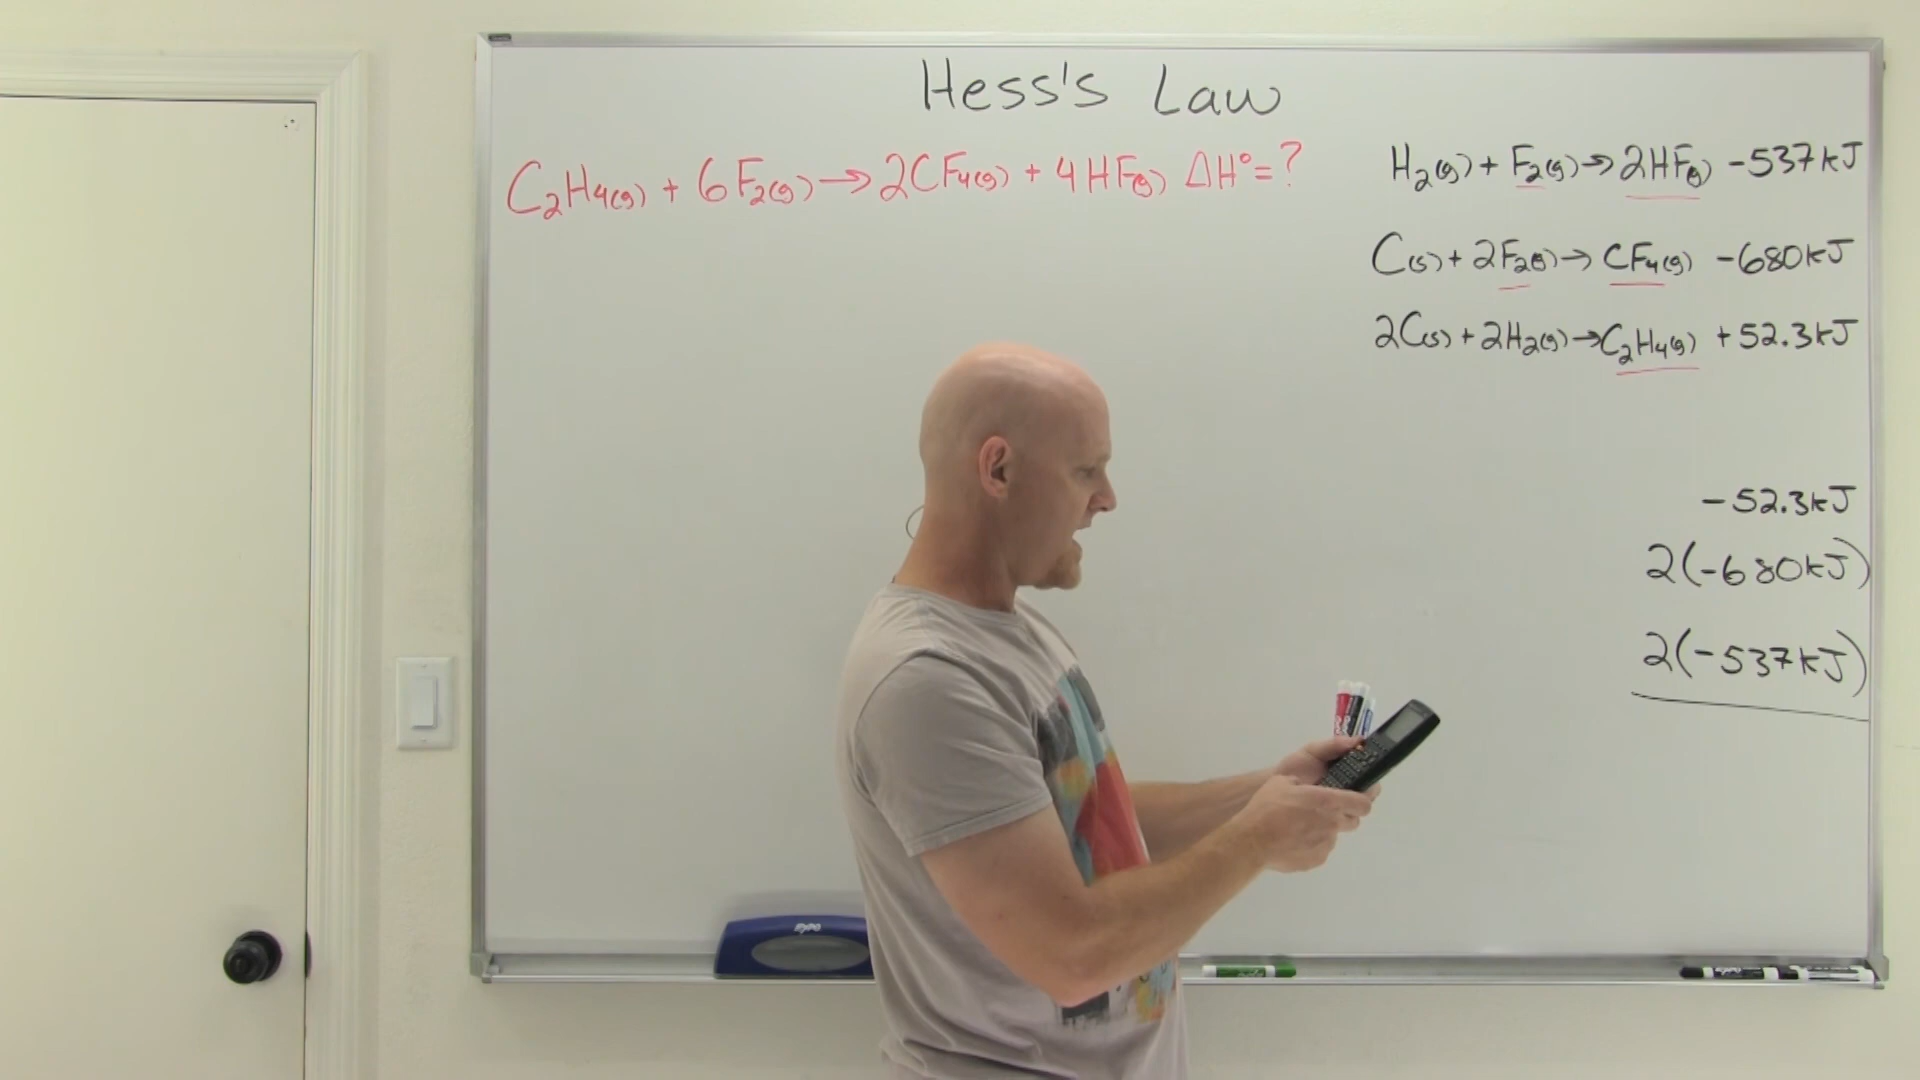 Hess's Law
C₂H₄(g) + 6F₂(g) → 2CF₄(g) + 4HF(g) ΔH° = ?
H₂(g) + F₂(g) → 2HF(g) -537kJ
C(s) + 2F₂(g) → CF₄(g) -680kJ
2C(s) + 2H₂(g) → C₂H₄(g) +52.3kJ
-52.3kJ
2(-680kJ)
2(-537kJ)
expo